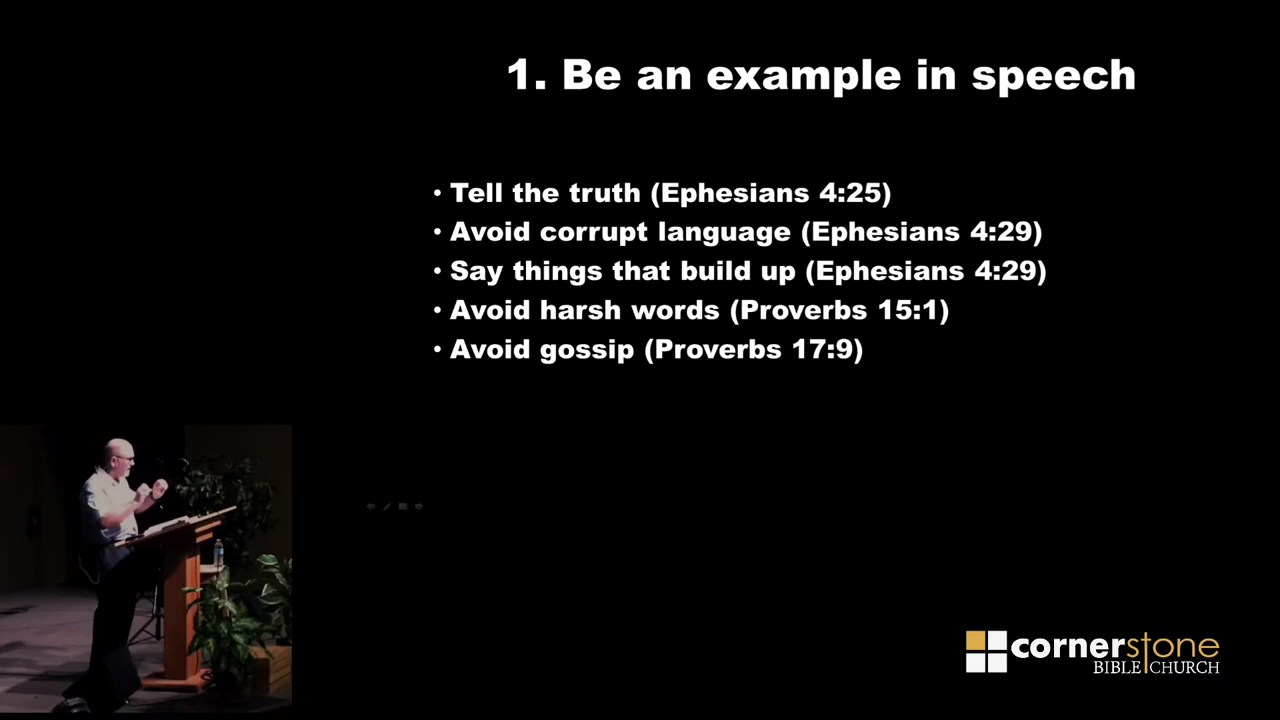 1. Be an example in speech
• Tell the truth (Ephesians 4:25)
• Avoid corrupt language (Ephesians 4:29)
• Say things that build up (Ephesians 4:29)
• Avoid harsh words (Proverbs 15:1)
• Avoid gossip (Proverbs 17:9)
cornerstone
BIBLE CHURCH